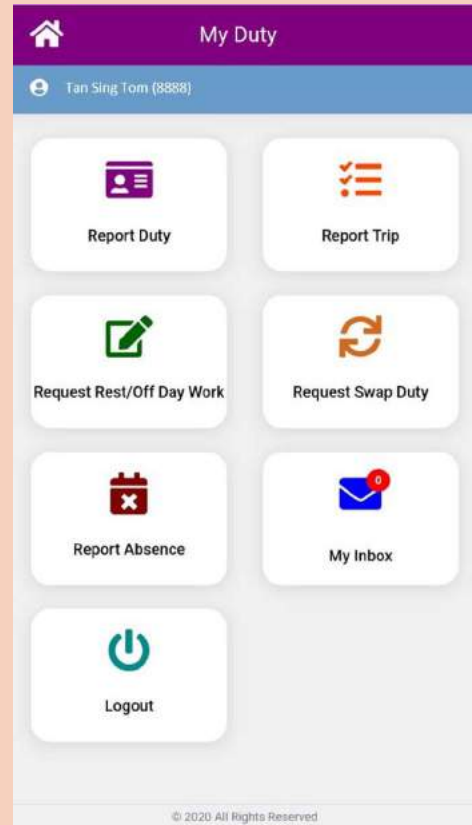 My Duty
Tan Sing Tom (8888)
Report Duty
Report Trip
Request Rest/Off Day Work
Request Swap Duty
0
Report Absence
My Inbox
Logout
© 2020 All Rights Reserved